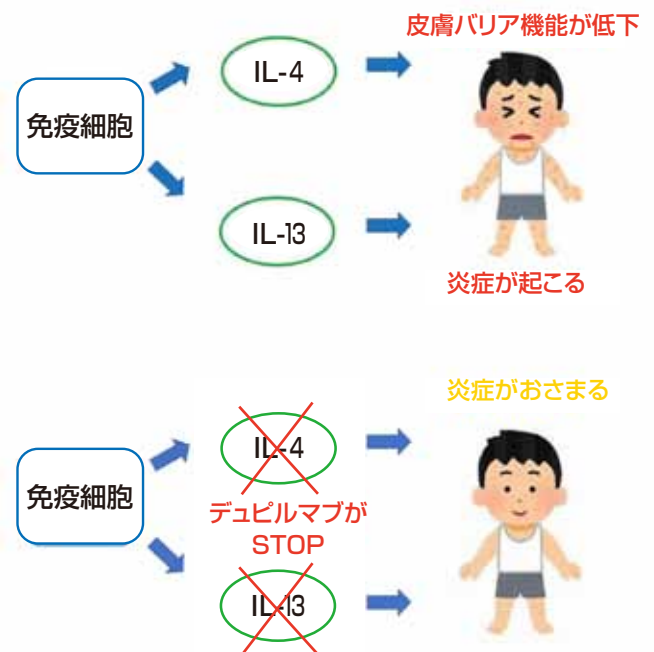 皮膚バリア機能が低下
IL-4
免疫細胞
IL-13
炎症が起こる
炎症がおさまる
IL-4
免疫細胞
デュピルマブが
STOP
IL-13